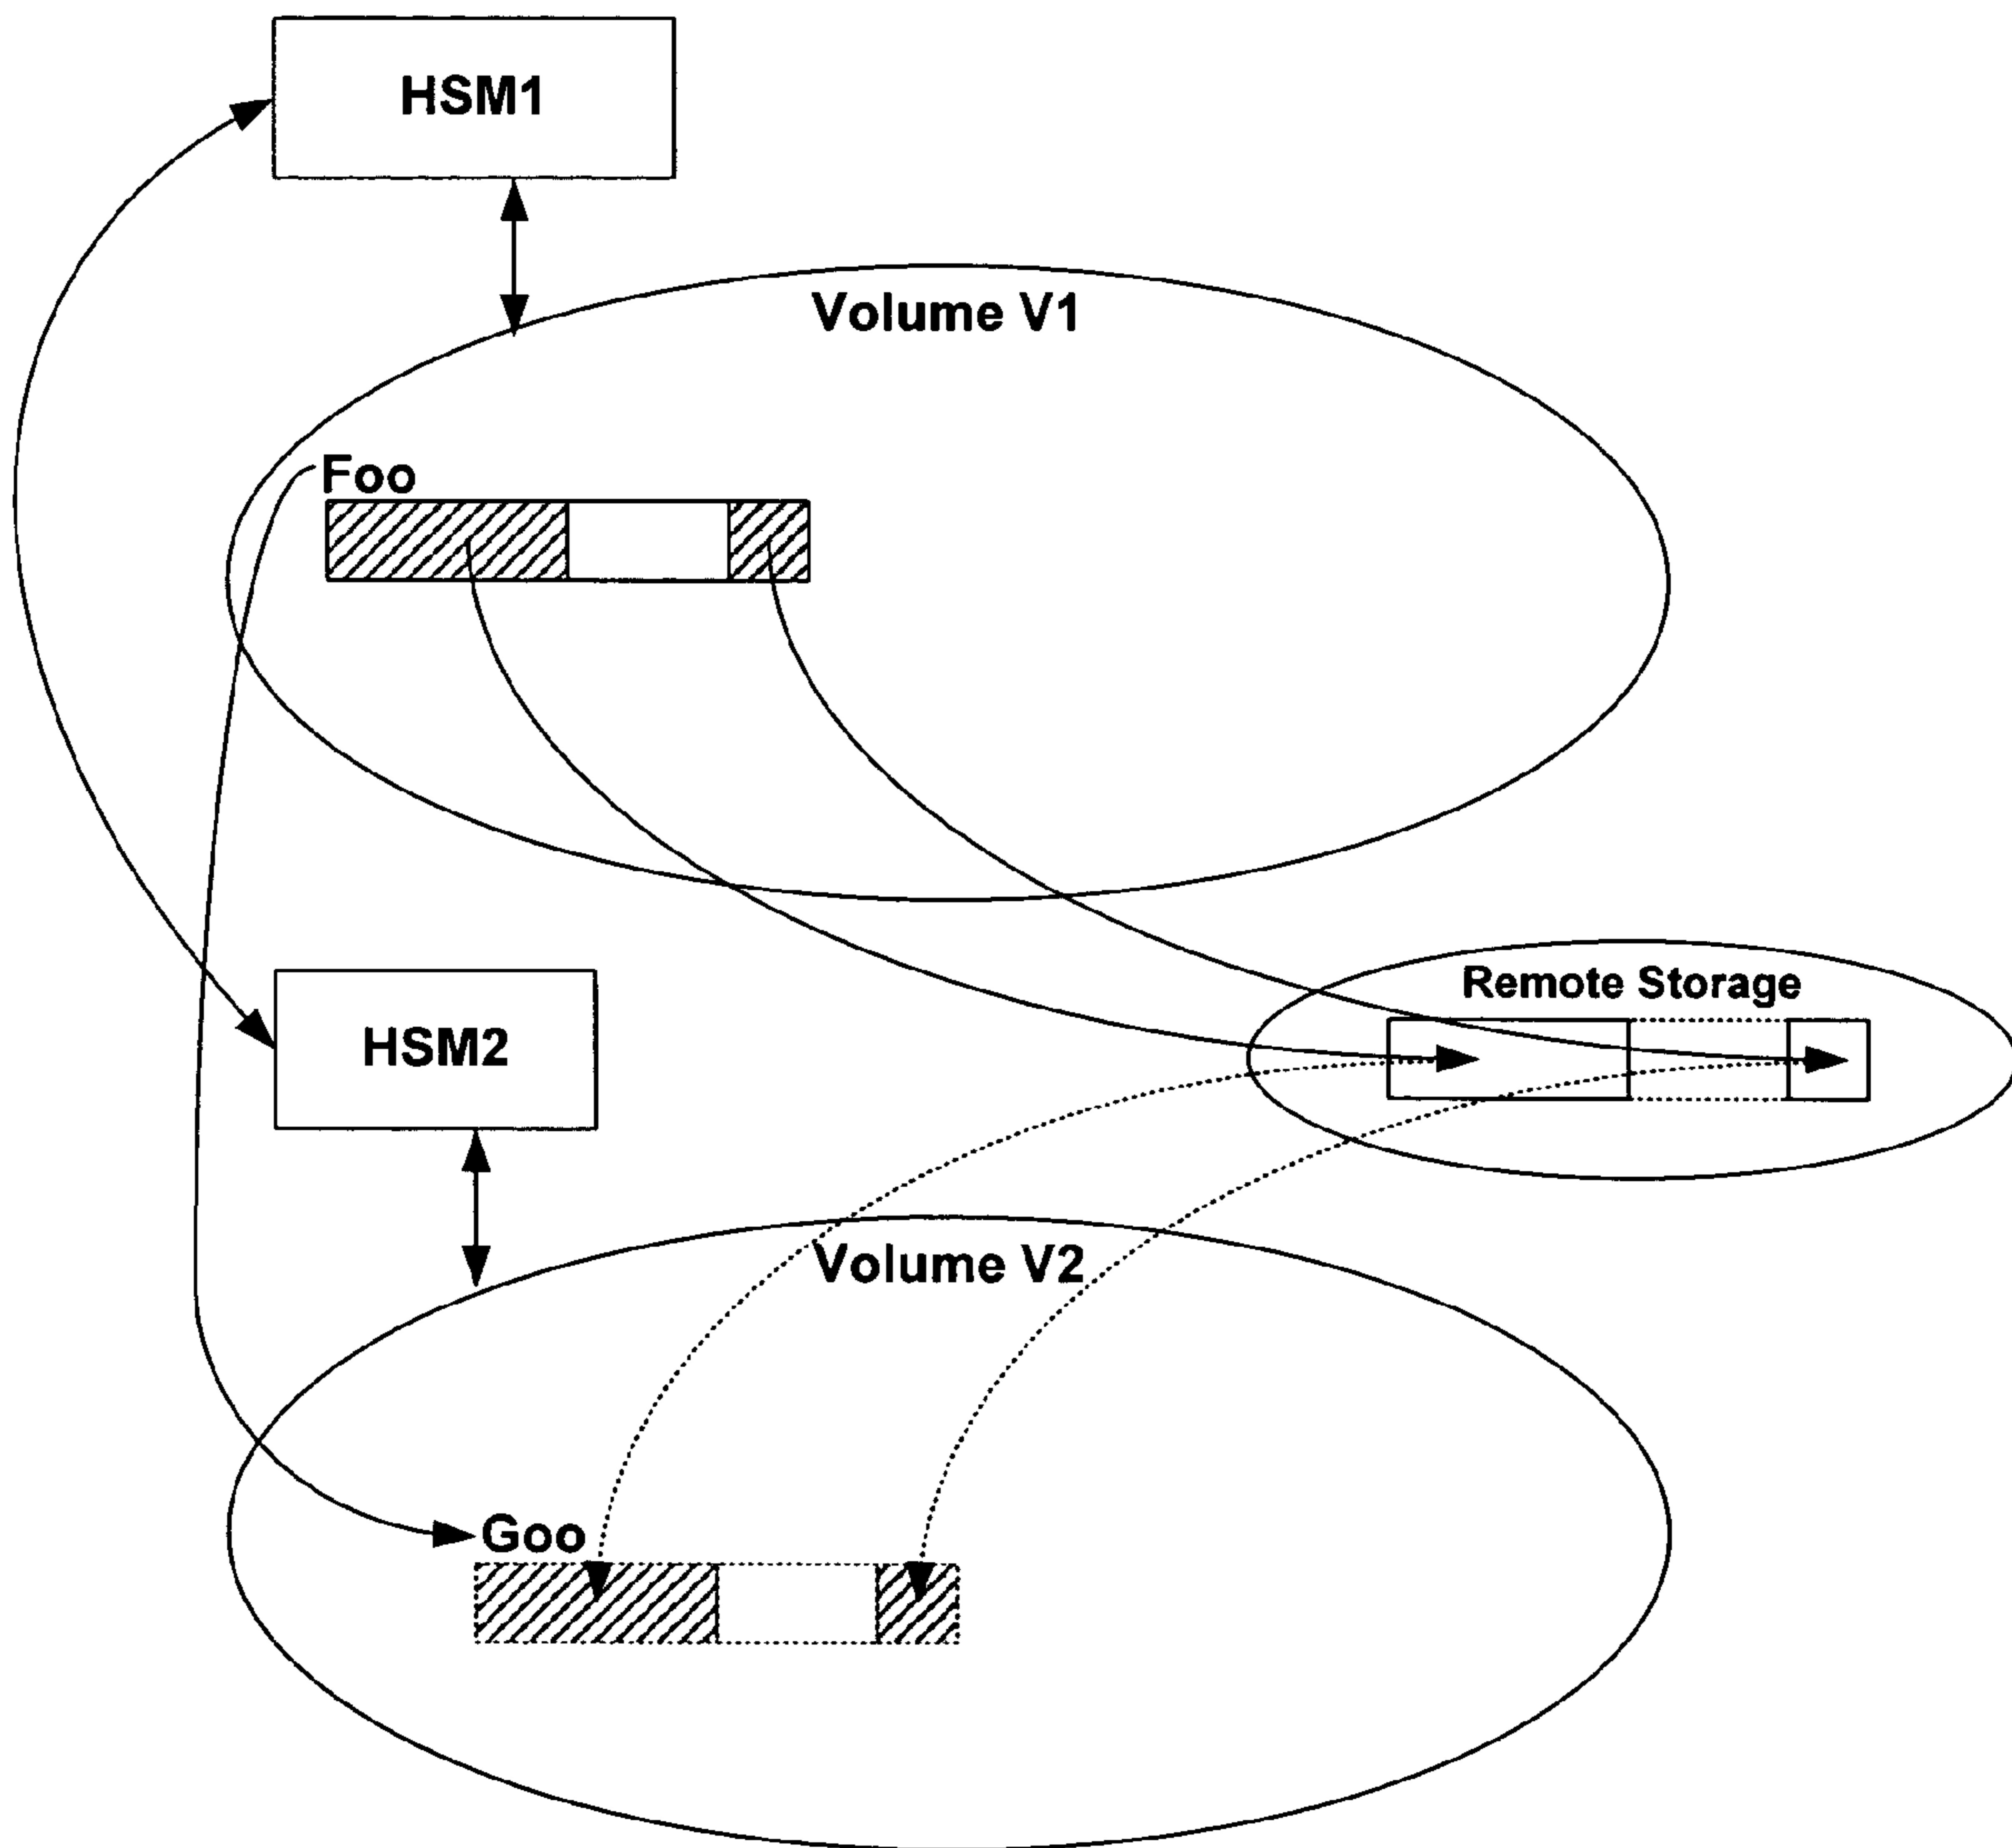 HSM1
Volume V1
Foo
Remote Storage
HSM2
Volume V2
Goo